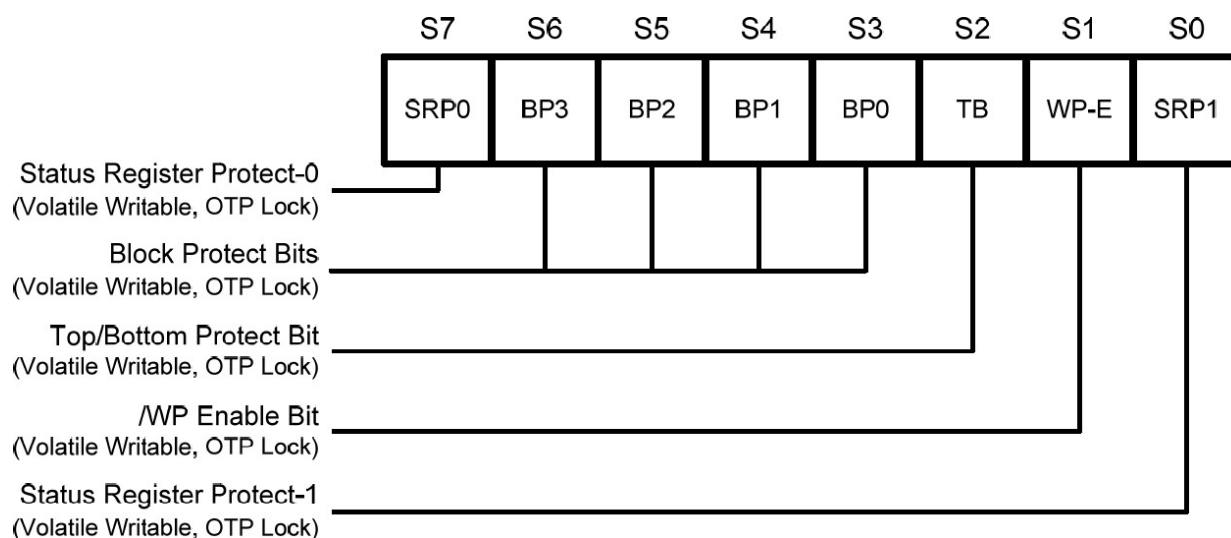 S7 S6 S5 S4 S3 S2 S1 S0
SRP0 BP3 BP2 BP1 BP0 TB WP-E SRP1
Status Register Protect-0
(Volatile Writable, OTP Lock)
Block Protect Bits
(Volatile Writable, OTP Lock)
Top/Bottom Protect Bit
(Volatile Writable, OTP Lock)
/WP Enable Bit
(Volatile Writable, OTP Lock)
Status Register Protect-1
(Volatile Writable, OTP Lock)